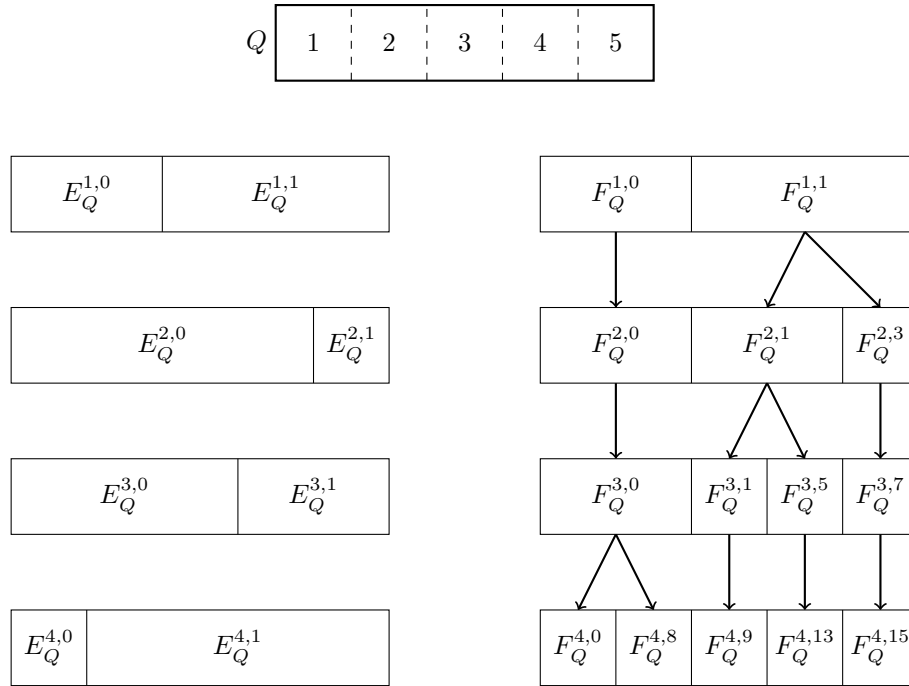 Q 1 2 3 4 5
E_Q^{1,0} E_Q^{1,1} F_Q^{1,0} F_Q^{1,1}
E_Q^{2,0} E_Q^{2,1} F_Q^{2,0} F_Q^{2,1} F_Q^{2,3}
E_Q^{3,0} E_Q^{3,1} F_Q^{3,0} F_Q^{3,1} F_Q^{3,5} F_Q^{3,7}
E_Q^{4,0} E_Q^{4,1} F_Q^{4,0} F_Q^{4,8} F_Q^{4,9} F_Q^{4,13} F_Q^{4,15}